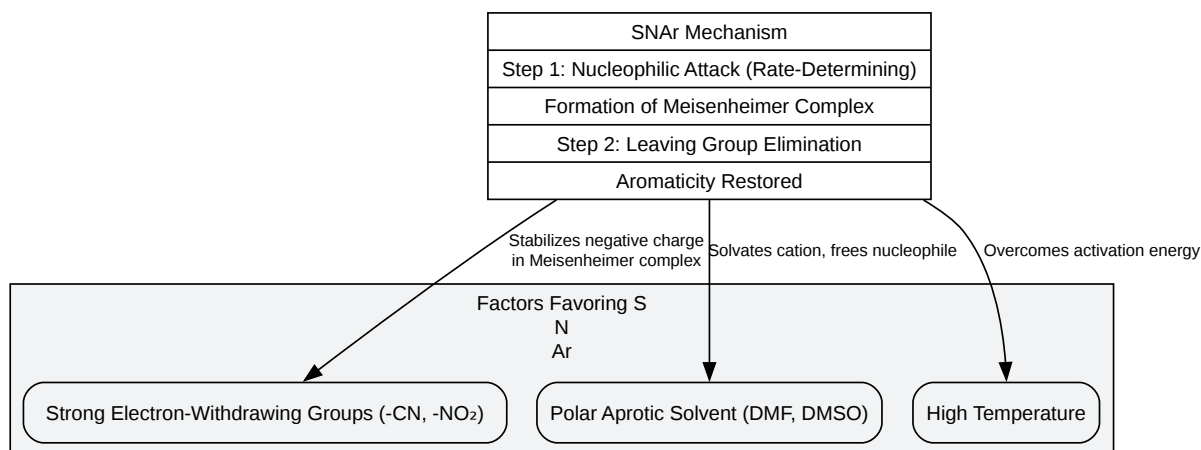 SNAr Mechanism
Step 1: Nucleophilic Attack (Rate-Determining)
Formation of Meisenheimer Complex
Step 2: Leaving Group Elimination
Aromaticity Restored
Stabilizes negative charge
in Meisenheimer complex
Solvates cation, frees nucleophile
Overcomes activation energy
Factors Favoring S
N
Ar
Strong Electron-Withdrawing Groups (-CN, -NO₂)
Polar Aprotic Solvent (DMF, DMSO)
High Temperature